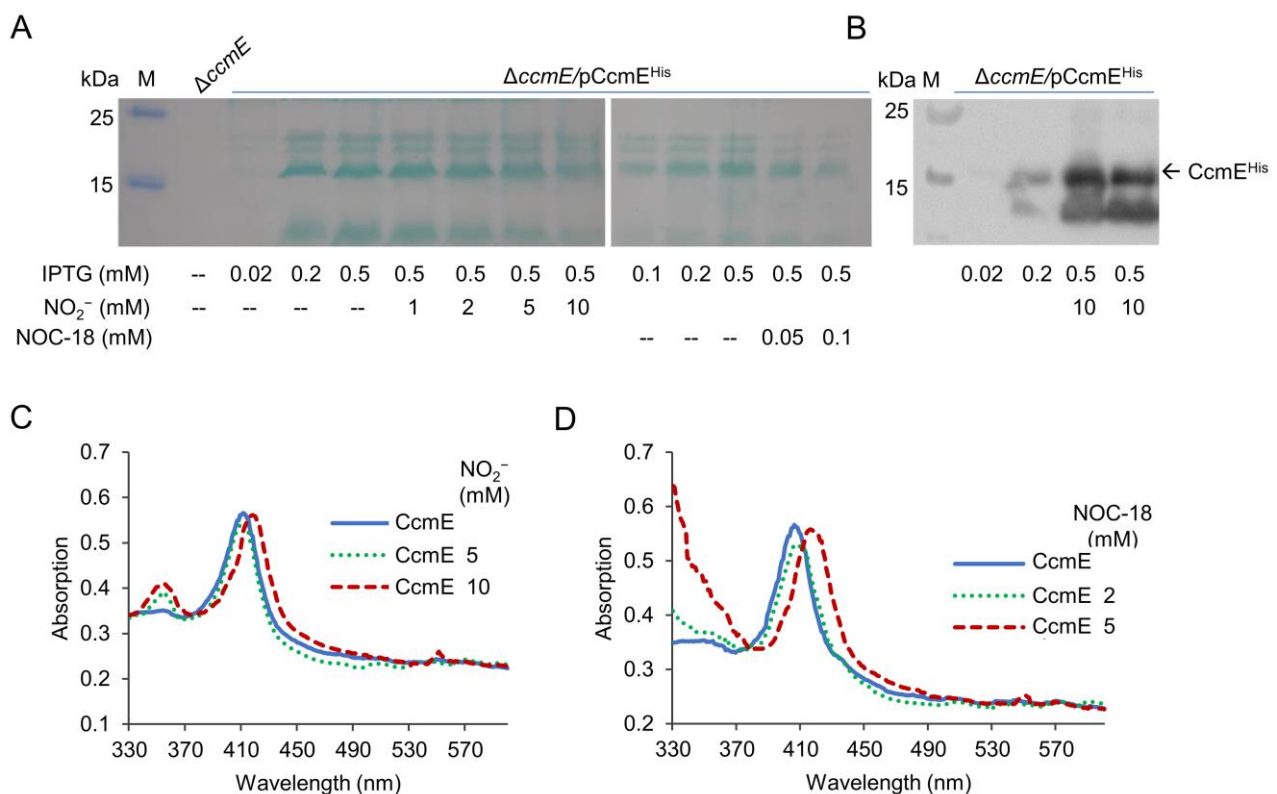 A
kDa M ΔccmE ΔccmE/pCcmE^His
25
15
IPTG (mM) -- 0.02 0.2 0.5 0.5 0.5 0.5 0.5 0.1 0.2 0.5 0.5 0.5
NO₂⁻ (mM) -- -- -- -- 1 2 5 10
NOC-18 (mM) -- -- -- 0.05 0.1
B
kDa M ΔccmE/pCcmE^His
25
15
← CcmE^His
0.02 0.2 0.5 0.5
10 10
C
0.7
0.6
0.5
0.4
0.3
0.2
0.1
Absorption
330 370 410 450 490 530 570
Wavelength (nm)
NO₂⁻
(mM)
CcmE
CcmE 5
CcmE 10
D
0.7
0.6
0.5
0.4
0.3
0.2
Absorption
330 370 410 450 490 530 570
Wavelength (nm)
NOC-18
(mM)
CcmE
CcmE 2
CcmE 5